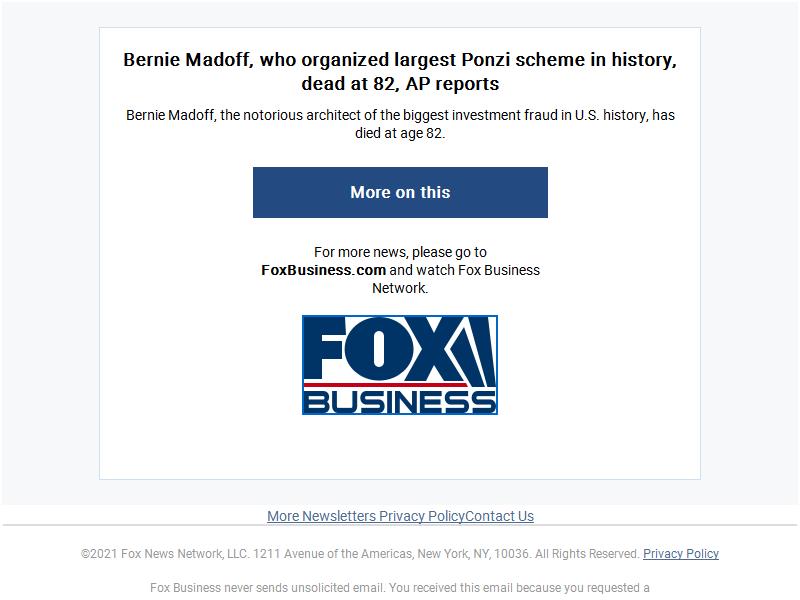 Bernie Madoff, who organized largest Ponzi scheme in history,
dead at 82, AP reports
Bernie Madoff, the notorious architect of the biggest investment fraud in U.S. history, has
died at age 82.
More on this
For more news, please go to
FoxBusiness.com and watch Fox Business
Network.
FOX
BUSINESS
More Newsletters Privacy PolicyContact Us
©2021 Fox News Network, LLC. 1211 Avenue of the Americas, New York, NY, 10036. All Rights Reserved. Privacy Policy
Fox Business never sends unsolicited email. You received this email because you requested a